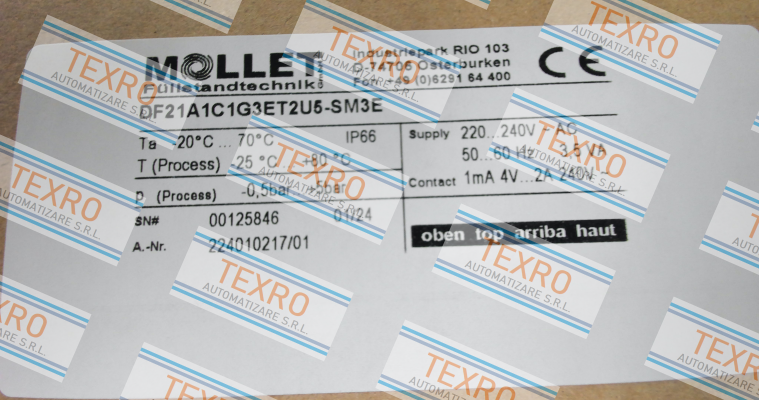 MOLLET
Füllstandtechnik
Industriepark RIO 103
D-74706 Osterburken
Fon +49 (0)6291 64 400
CE
DF21A1C1G3ET2U5-SM3E
Ta -20°C ... 70°C IP66
T (Process) -25 °C +80 °C
p (Process) -0,5bar +5bar
SN# 00125846 01/24
A.-Nr. 224010217/01
Supply 220...240V AC
50...60 Hz 3,5 VA
Contact 1mA 4V...2A 240V
oben top arriba haut
TEXRO
AUTOMATIZARE S.R.L.